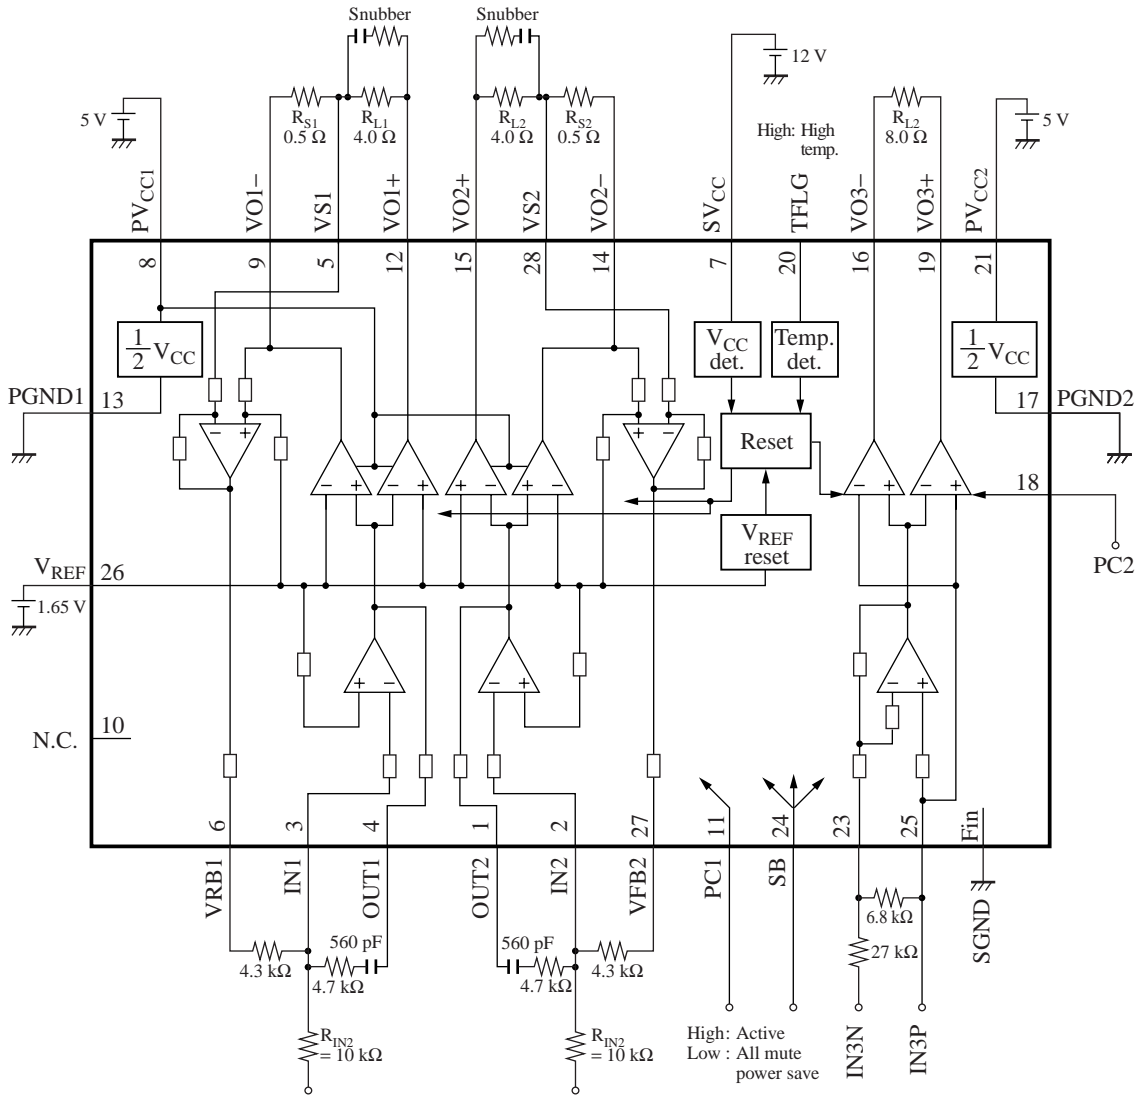 Snubber
Snubber
12 V
5 V
R_S1
0.5 Ω
R_L1
4.0 Ω
R_L2
4.0 Ω
R_S2
0.5 Ω
High: High
temp.
R_L2
8.0 Ω
5 V
PV_CC1
VO1−
VS1
VO1+
VO2+
VS2
VO2−
SV_CC
TFLG
VO3−
VO3+
PV_CC2
8
9
5
12
15
28
14
7
20
16
19
21
1/2 V_CC
V_CC
det.
Temp.
det.
1/2 V_CC
PGND1
13
17
PGND2
− +
+ −
Reset
− +
− +
− +
− +
18
PC2
V_REF
reset
V_REF
26
1.65 V
+ −
− +
− +
N.C.
10
6
3
4
1
2
27
11
24
23
25
Fin
VRB1
IN1
OUT1
OUT2
IN2
VFB2
PC1
SB
SGND
6.8 kΩ
27 kΩ
4.3 kΩ
560 pF
4.7 kΩ
560 pF
4.7 kΩ
4.3 kΩ
R_IN2
= 10 kΩ
R_IN2
= 10 kΩ
High: Active
Low : All mute
power save
IN3N
IN3P